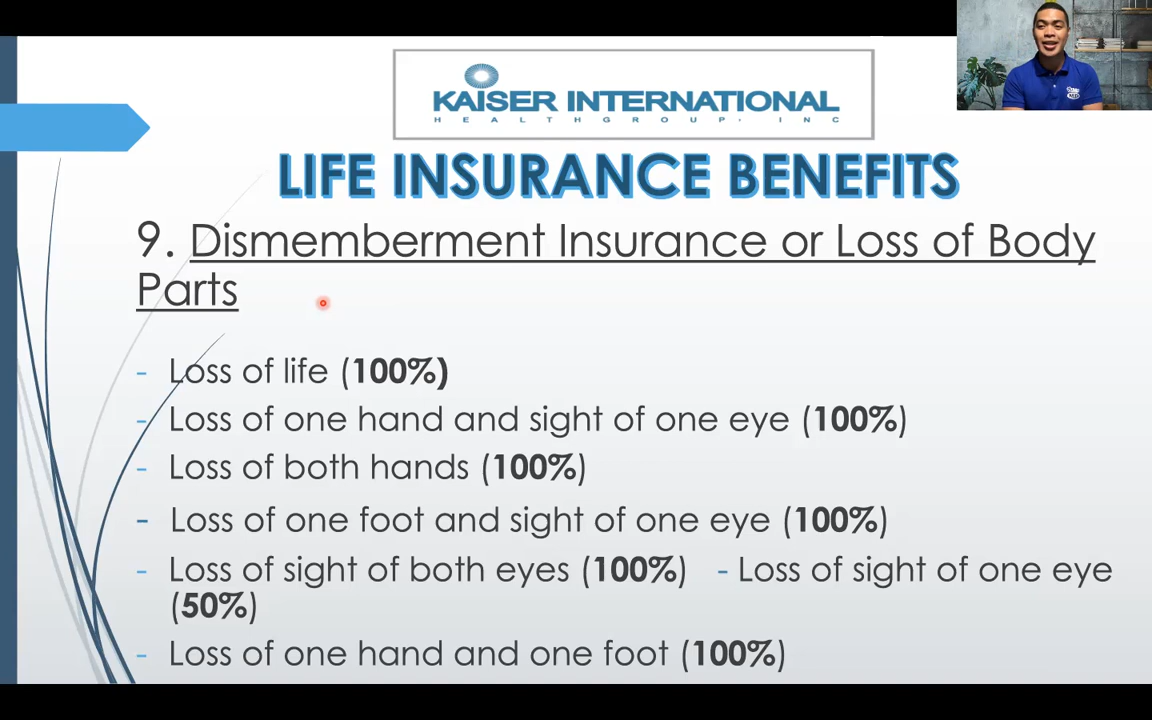 KAISER INTERNATIONAL
HEALTHGROUP. INC
LIFE INSURANCE BENEFITS
9. Dismemberment Insurance or Loss of Body
Parts
- Loss of life (100%)
- Loss of one hand and sight of one eye (100%)
- Loss of both hands (100%)
- Loss of one foot and sight of one eye (100%)
- Loss of sight of both eyes (100%) - Loss of sight of one eye
(50%)
- Loss of one hand and one foot (100%)